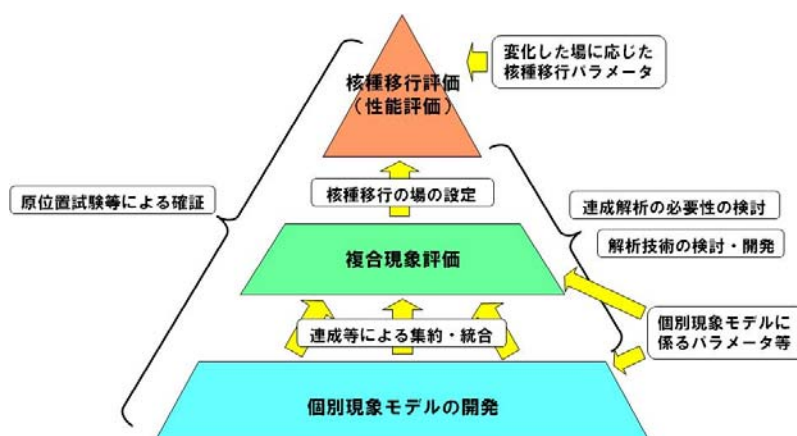 変化した場に応じた
核種移行パラメータ
核種移行評価
（性能評価）
原位置試験等による確証
核種移行の場の設定
連成解析の必要性の検討
解析技術の検討・開発
複合現象評価
連成等による集約・統合
個別現象モデルに
係るパラメータ等
個別現象モデルの開発